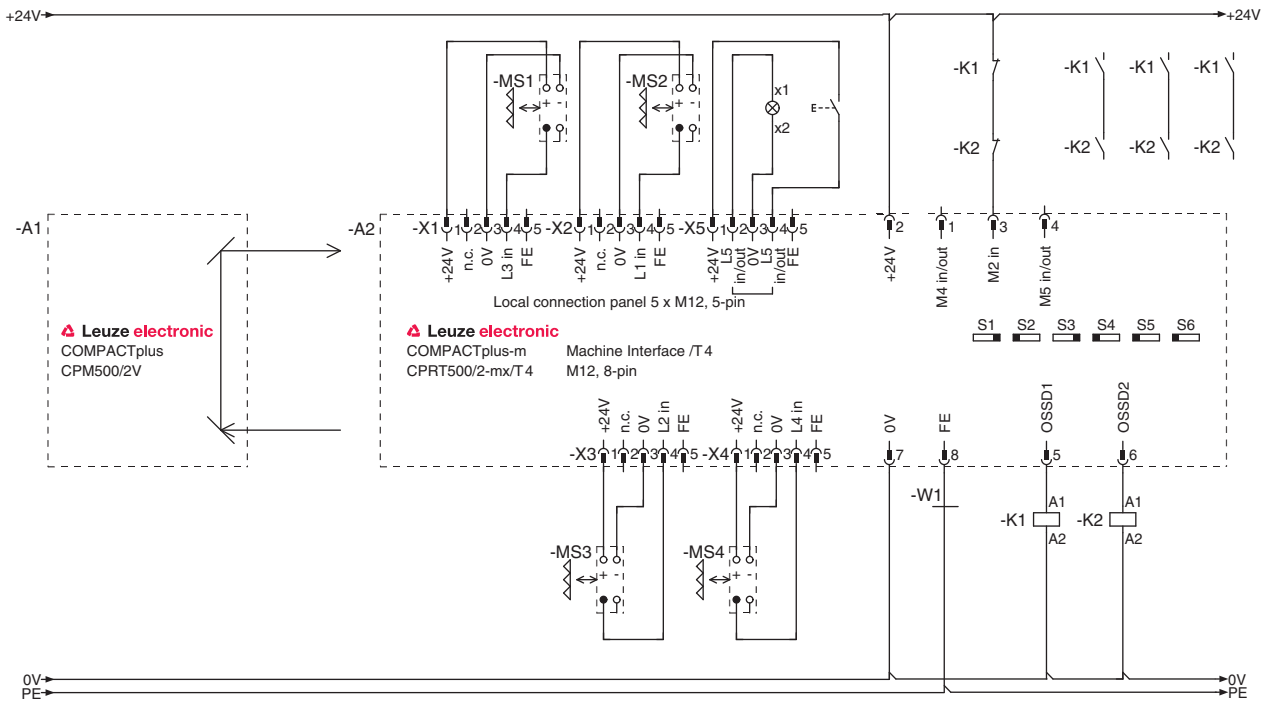 +24V +24V
-MS1 + -
-MS2 + -
x1
x2
E
-K1 -K1 -K1 -K1
-K2 -K2 -K2 -K2
-A1
-A2
-X1 1 2 3 4 5
-X2 1 2 3 4 5
-X5 1 2 3 4 5
2 1 3 4
+24V
n.c.
0V
L3 in
FE
+24V
n.c.
0V
L1 in
FE
+24V
L5
in/out
0V
L5
in/out
FE
+24V
M4 in/out
M2 in
M5 in/out
Local connection panel 5 x M12, 5-pin
S1 S2 S3 S4 S5 S6
Leuze electronic
COMPACTplus
CPM500/2V
Leuze electronic
COMPACTplus-m Machine Interface /T4
CPRT500/2-mx/T4 M12, 8-pin
+24V
n.c.
0V
L2 in
FE
+24V
n.c.
0V
L4 in
FE
0V
FE
OSSD1
OSSD2
-X3 1 2 3 4 5
-X4 1 2 3 4 5
7 8 5 6
-W1
-K1 A1
A2
-K2 A1
A2
-MS3 + -
-MS4 + -
0V 0V
PE PE